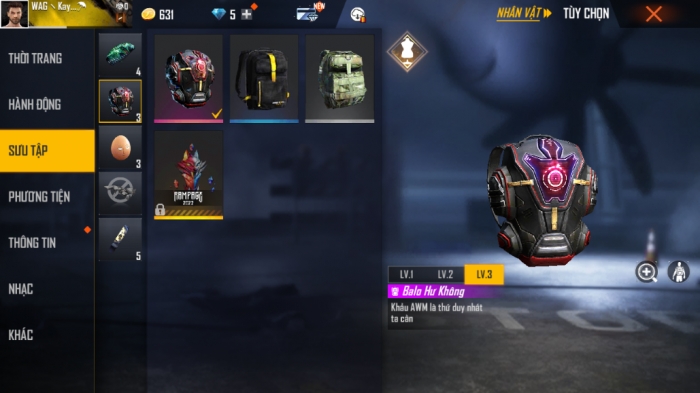 WAG ヽ Kay
631
5
NEW
NHÂN VẬT
TÙY CHỌN
THỜI TRANG
HÀNH ĐỘNG
SƯU TẬP
PHƯƠNG TIỆN
THÔNG TIN
NHẠC
KHÁC
4
3
3
5
RAMPAGE
LV.1
LV.2
LV.3
Balo Hư Không
Khẩu AWM là thứ duy nhất
ta cần